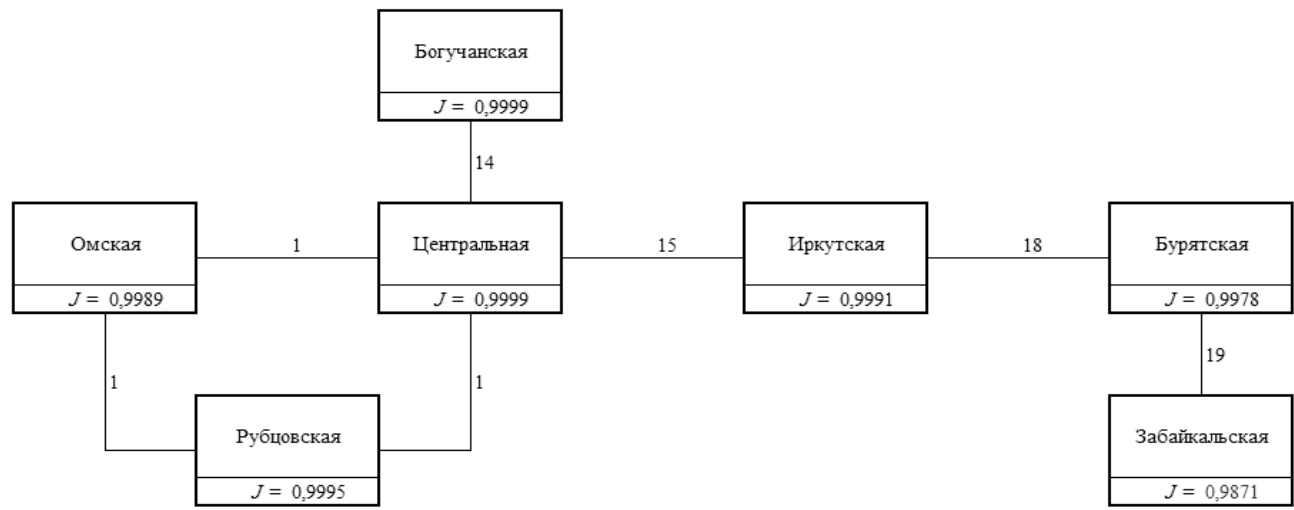 Богучанская
J = 0,9999
14
Омская
J = 0,9989
1
Центральная
J = 0,9999
15
Иркутская
J = 0,9991
18
Бурятская
J = 0,9978
1
1
19
Рубцовская
J = 0,9995
Забайкальская
J = 0,9871